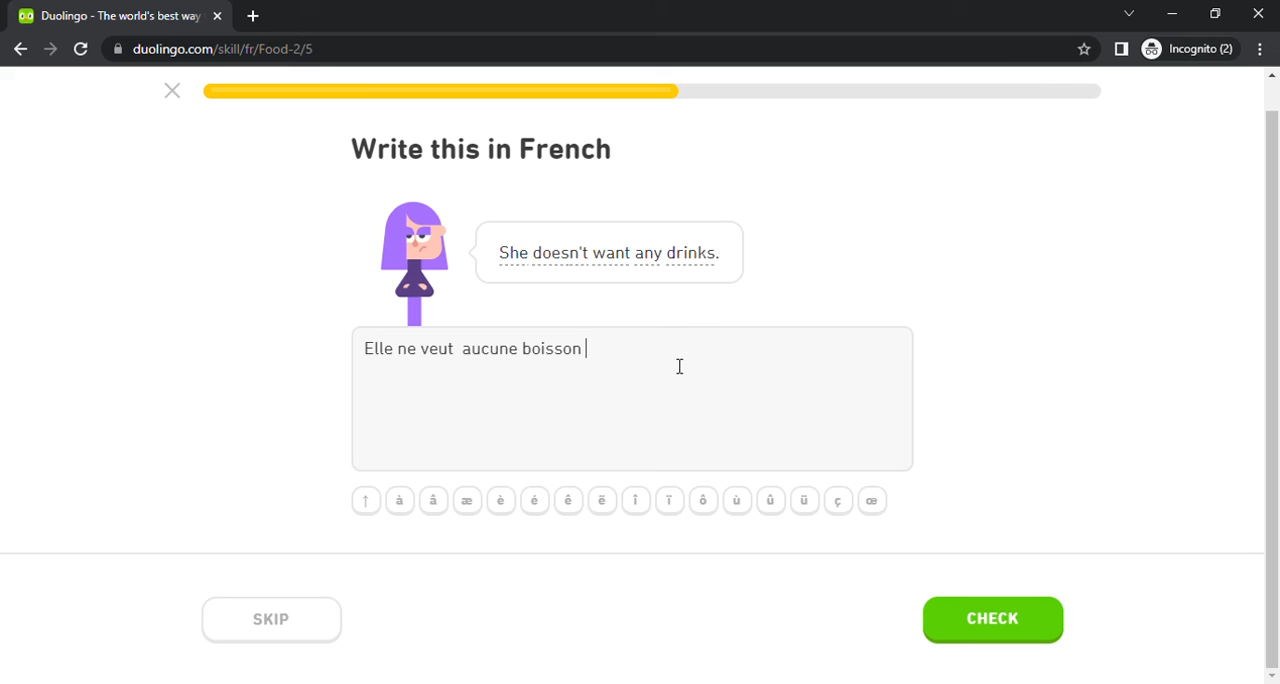 Duolingo - The world's best way
duolingo.com/skill/fr/Food-2/5
Incognito (2)
Write this in French
She doesn't want any drinks.
Elle ne veut  aucune boisson
↑ à â æ è é ê ë î ï ô ù û ü ç œ
SKIP
CHECK